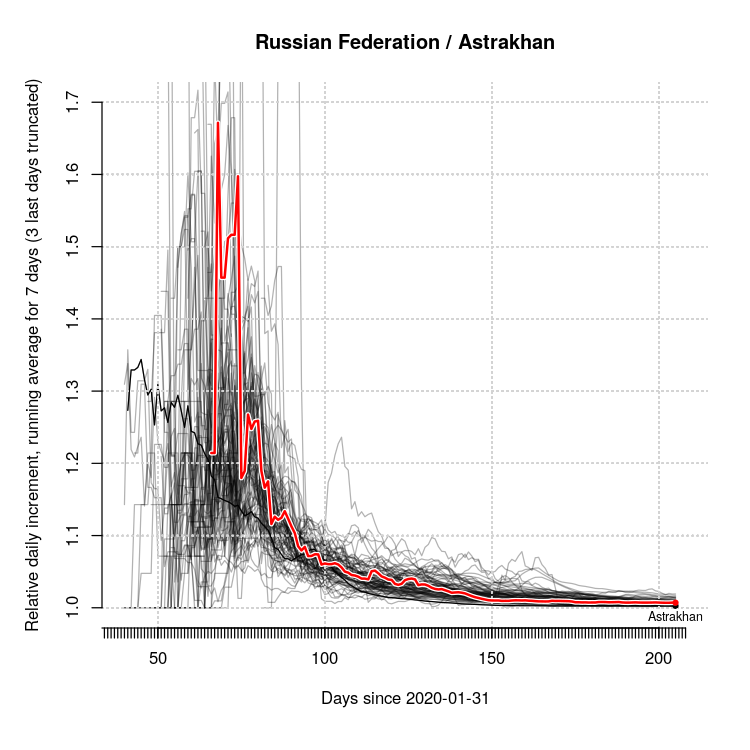 Russian Federation / Astrakhan
Relative daily increment, running average for 7 days (3 last days truncated)
1.7
1.6
1.5
1.4
1.3
1.2
1.1
1.0
Astrakhan
50 100 150 200
Days since 2020-01-31